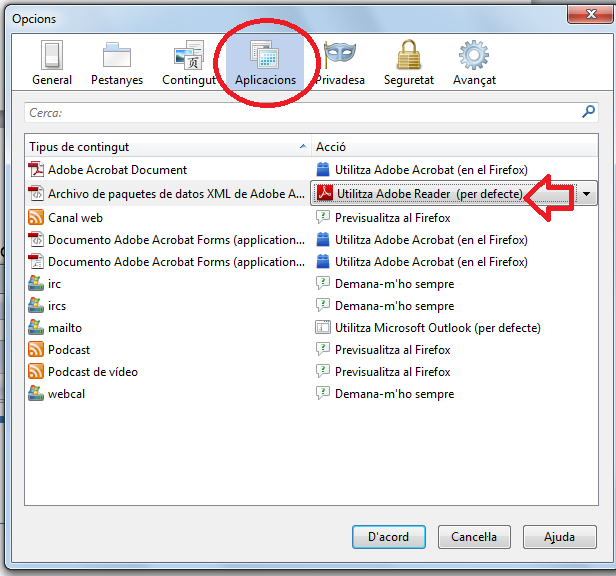 Opcions
General Pestanyes Contingut Aplicacions Privadesa Seguretat Avançat
Cerca:
Tipus de contingut Acció
Adobe Acrobat Document Utilitza Adobe Acrobat (en el Firefox)
Archivo de paquetes de datos XML de Adobe A... Utilitza Adobe Reader (per defecte)
Canal web Previsualitza al Firefox
Documento Adobe Acrobat Forms (application... Utilitza Adobe Acrobat (en el Firefox)
Documento Adobe Acrobat Forms (application... Utilitza Adobe Acrobat (en el Firefox)
irc Demana-m'ho sempre
ircs Demana-m'ho sempre
mailto Utilitza Microsoft Outlook (per defecte)
Podcast Previsualitza al Firefox
Podcast de vídeo Previsualitza al Firefox
webcal Demana-m'ho sempre
D'acord Cancel·la Ajuda